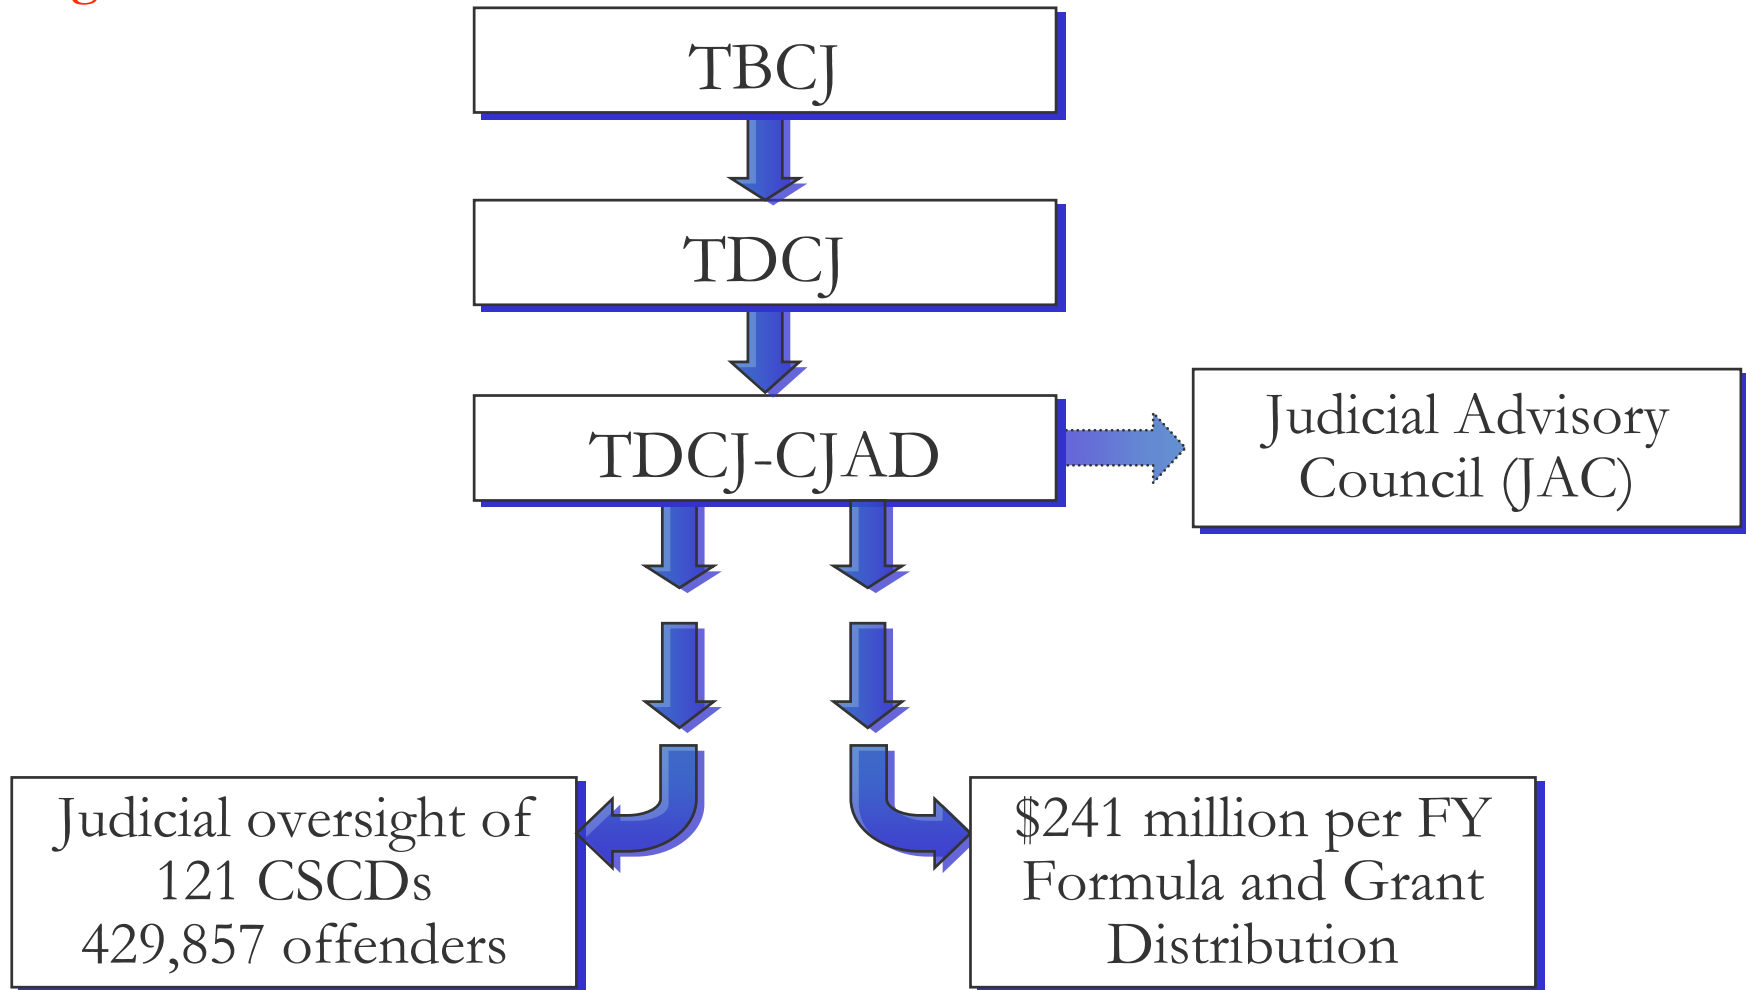 TBCJ
TDCJ
TDCJ-CJAD
Judicial Advisory
Council (JAC)
Judicial oversight of
121 CSCDs
429,857 offenders
$241 million per FY
Formula and Grant
Distribution